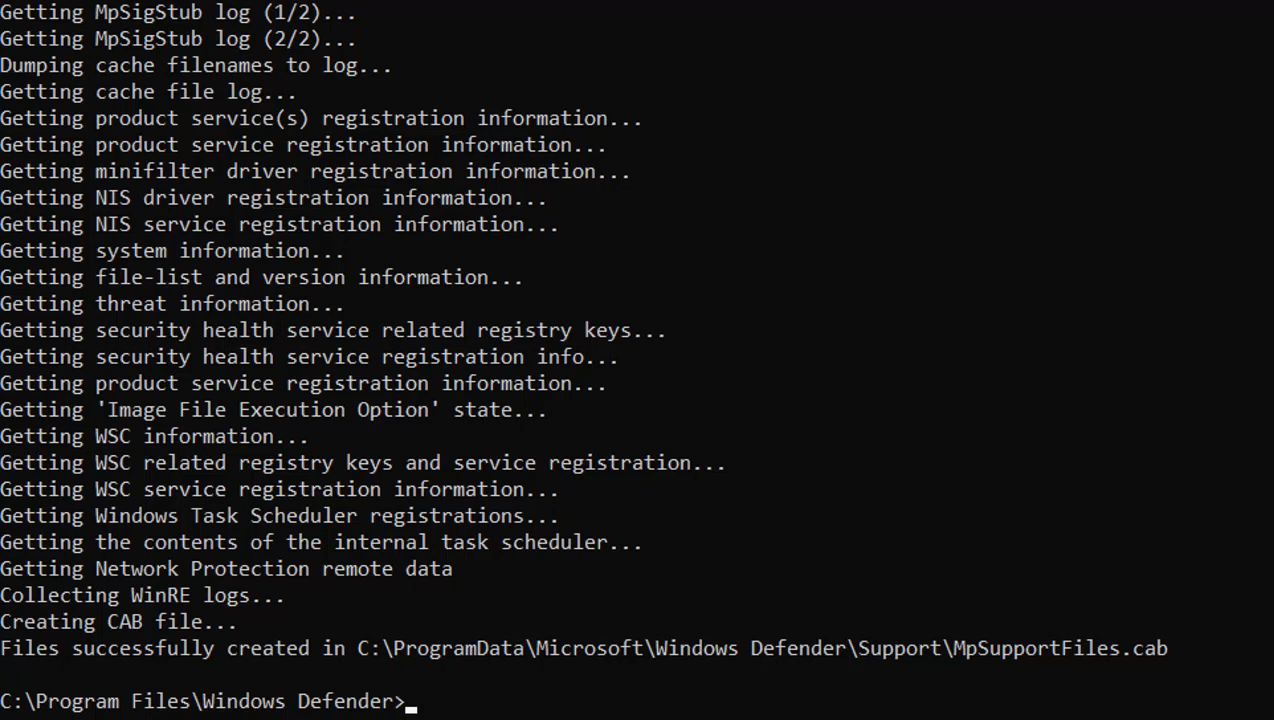 Getting MpSigStub log (1/2)...
Getting MpSigStub log (2/2)...
Dumping cache filenames to log...
Getting cache file log...
Getting product service(s) registration information...
Getting product service registration information...
Getting minifilter driver registration information...
Getting NIS driver registration information...
Getting NIS service registration information...
Getting system information...
Getting file-list and version information...
Getting threat information...
Getting security health service related registry keys...
Getting security health service registration info...
Getting product service registration information...
Getting 'Image File Execution Option' state...
Getting WSC information...
Getting WSC related registry keys and service registration...
Getting WSC service registration information...
Getting Windows Task Scheduler registrations...
Getting the contents of the internal task scheduler...
Getting Network Protection remote data
Collecting WinRE logs...
Creating CAB file...
Files successfully created in C:\ProgramData\Microsoft\Windows Defender\Support\MpSupportFiles.cab
C:\Program Files\Windows Defender>